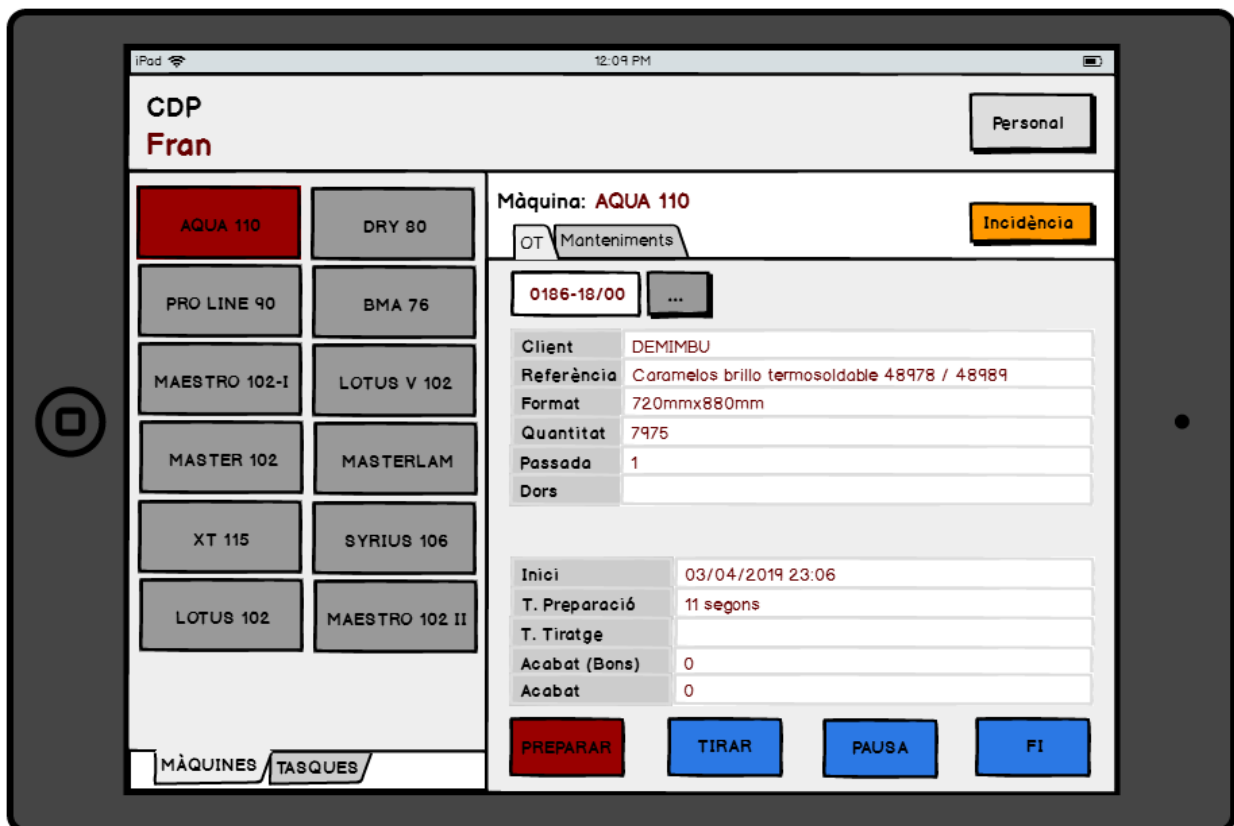 iPad 12:09 PM
CDP
Fran
Personal
AQUA 110 DRY 80
PRO LINE 90 BMA 76
MAESTRO 102-I LOTUS V 102
MASTER 102 MASTERLAM
XT 115 SYRIUS 106
LOTUS 102 MAESTRO 102 II
MÀQUINES TASQUES
Màquina: AQUA 110
Incidència
OT Manteniments
0186-18/00 ...
Client DEMIMBU
Referència Caramelos brillo termosoldable 48978 / 48989
Format 720mmx880mm
Quantitat 7975
Passada 1
Dors
Inici 03/04/2019 23:06
T. Preparació 11 segons
T. Tiratge
Acabat (Bons) 0
Acabat 0
PREPARAR TIRAR PAUSA FI